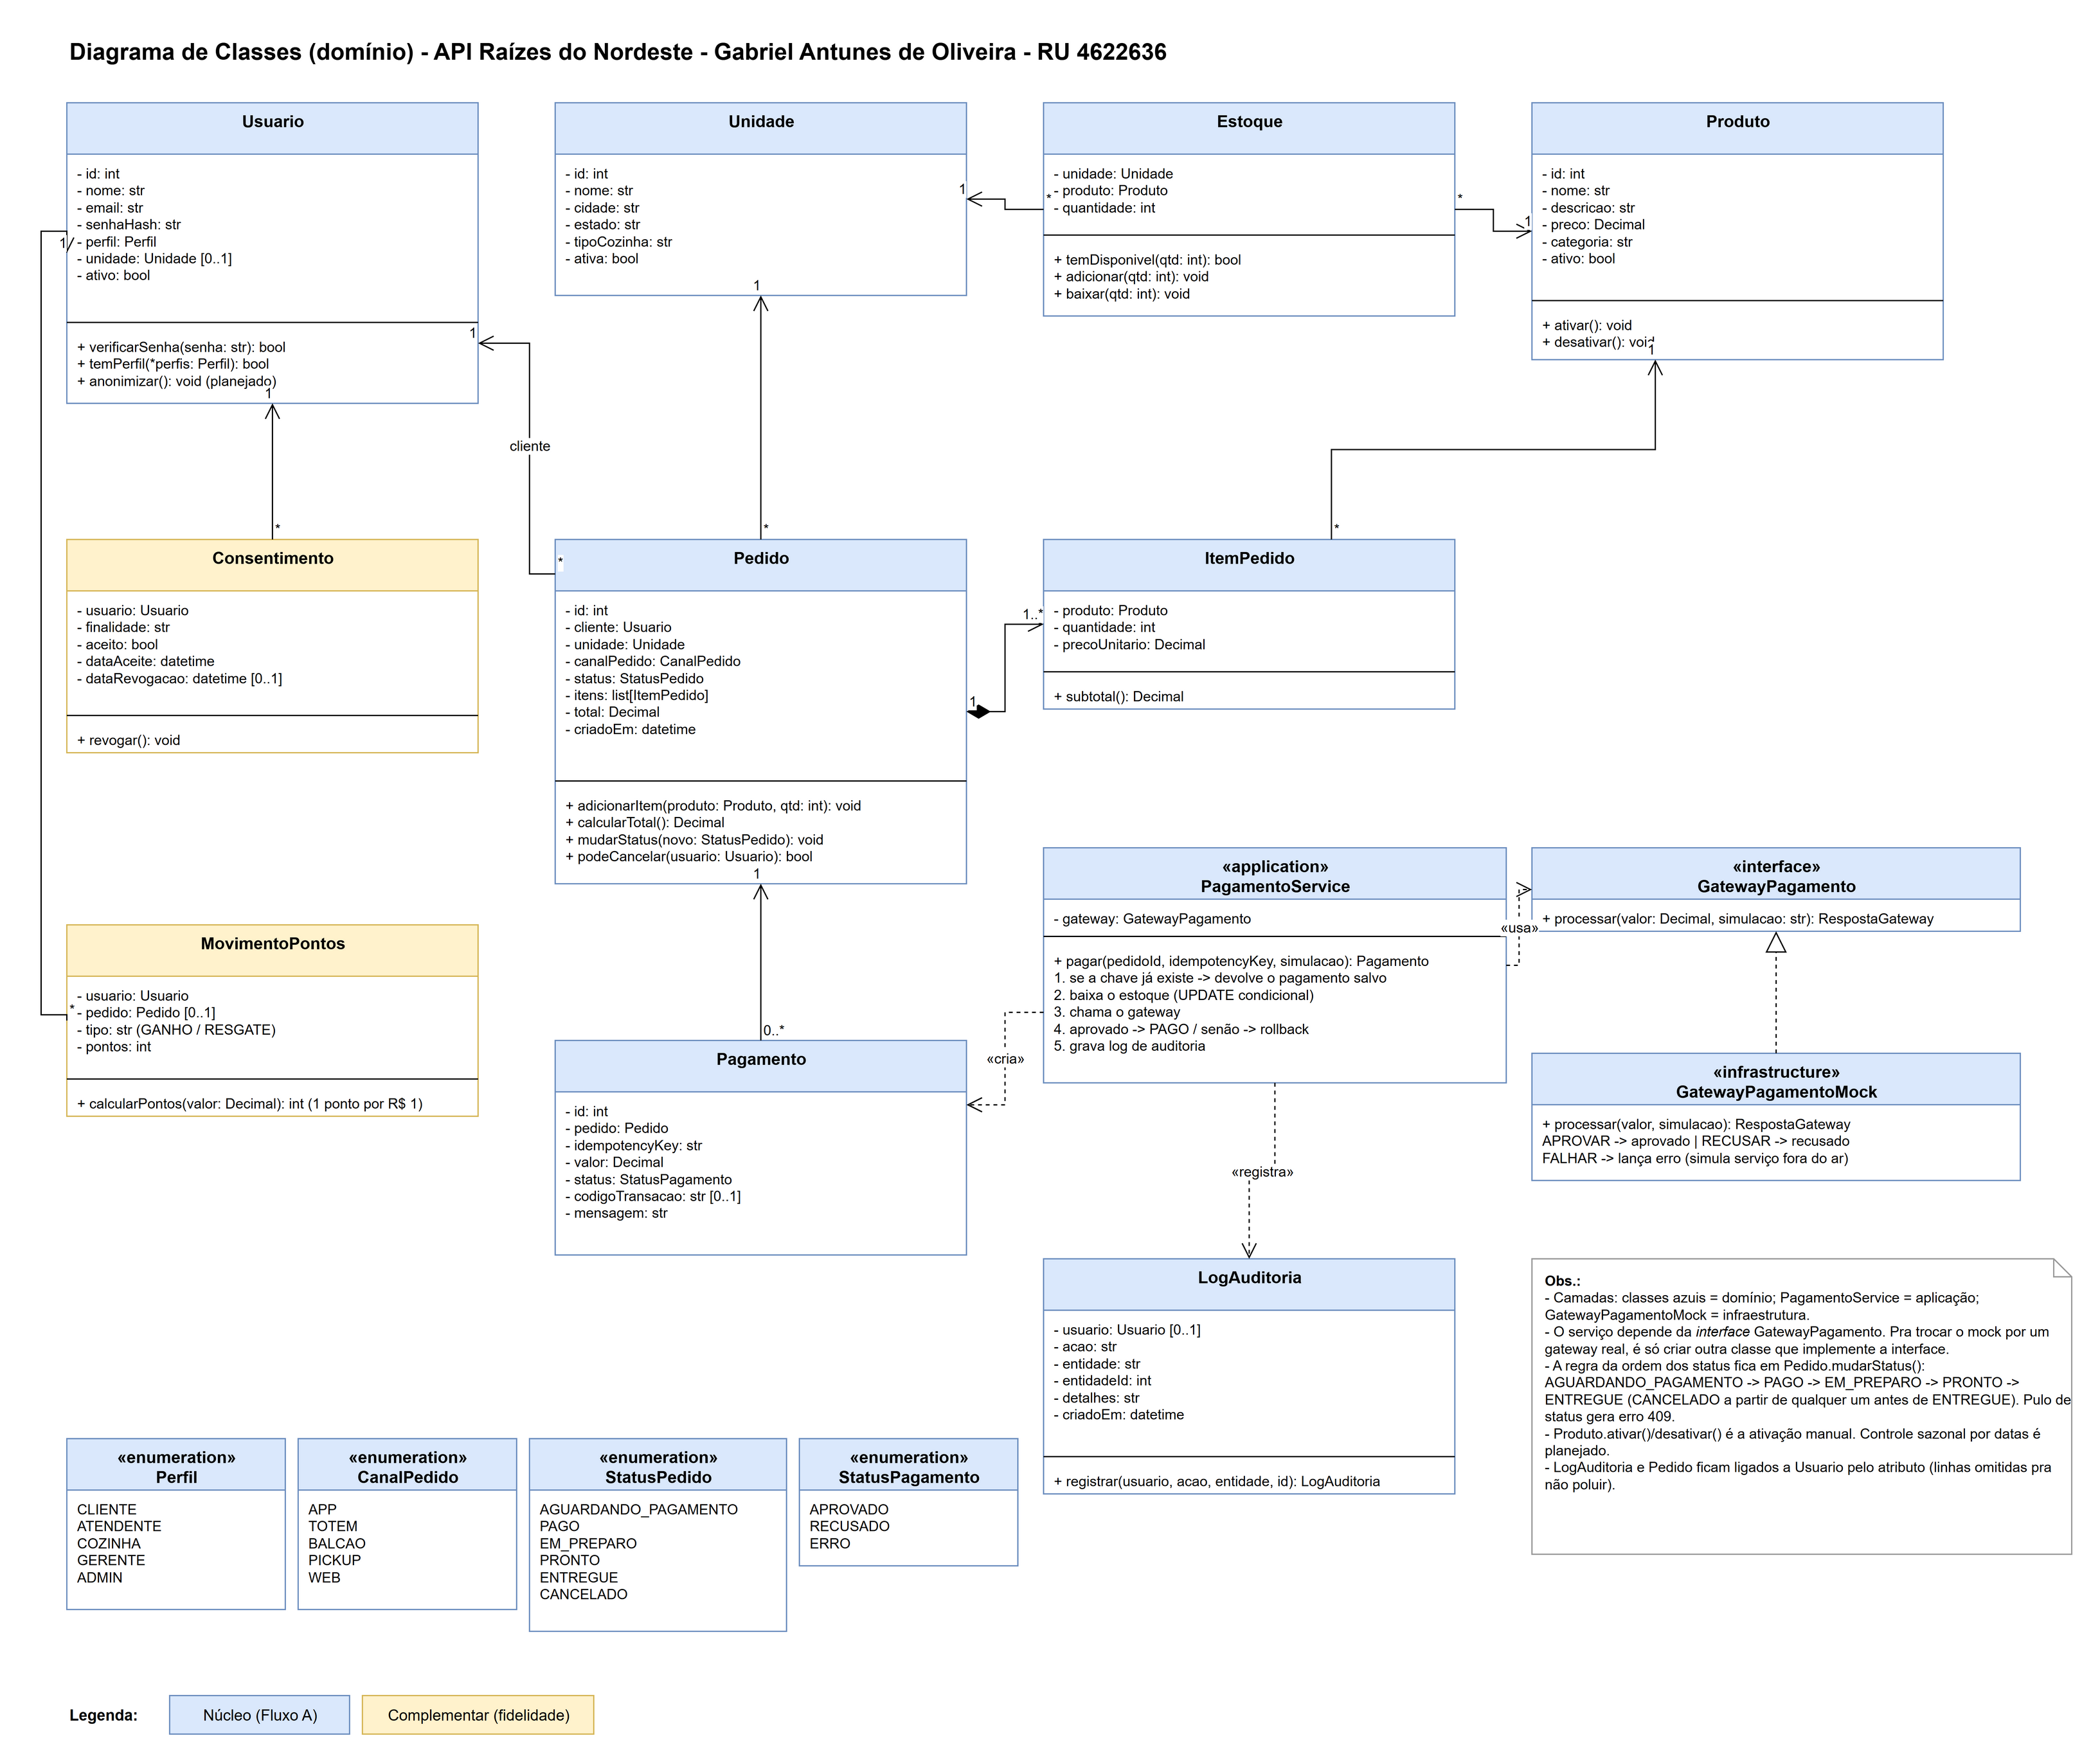 Diagrama de Classes (domínio) - API Raízes do Nordeste - Gabriel Antunes de Oliveira - RU 4622636
Usuario
- id: int
- nome: str
- email: str
- senhaHash: str
- perfil: Perfil
- unidade: Unidade [0..1]
- ativo: bool
+ verificarSenha(senha: str): bool
+ temPerfil(*perfis: Perfil): bool
+ anonimizar(): void (planejado)
1
1
1
Unidade
- id: int
- nome: str
- cidade: str
- estado: str
- tipoCozinha: str
- ativa: bool
1
1
Estoque
- unidade: Unidade
- produto: Produto
- quantidade: int
+ temDisponivel(qtd: int): bool
+ adicionar(qtd: int): void
+ baixar(qtd: int): void
*
*
Produto
- id: int
- nome: str
- descricao: str
- preco: Decimal
- categoria: str
- ativo: bool
+ ativar(): void
+ desativar(): void
1
1
cliente
*
*
*
*
Consentimento
- usuario: Usuario
- finalidade: str
- aceito: bool
- dataAceite: datetime
- dataRevogacao: datetime [0..1]
+ revogar(): void
Pedido
- id: int
- cliente: Usuario
- unidade: Unidade
- canalPedido: CanalPedido
- status: StatusPedido
- itens: list[ItemPedido]
- total: Decimal
- criadoEm: datetime
+ adicionarItem(produto: Produto, qtd: int): void
+ calcularTotal(): Decimal
+ mudarStatus(novo: StatusPedido): void
+ podeCancelar(usuario: Usuario): bool
1
1
1..*
ItemPedido
- produto: Produto
- quantidade: int
- precoUnitario: Decimal
+ subtotal(): Decimal
MovimentoPontos
- usuario: Usuario
- pedido: Pedido [0..1]
- tipo: str (GANHO / RESGATE)
- pontos: int
+ calcularPontos(valor: Decimal): int (1 ponto por R$ 1)
*
0..*
Pagamento
- id: int
- pedido: Pedido
- idempotencyKey: str
- valor: Decimal
- status: StatusPagamento
- codigoTransacao: str [0..1]
- mensagem: str
«application»
PagamentoService
- gateway: GatewayPagamento
+ pagar(pedidoId, idempotencyKey, simulacao): Pagamento
1. se a chave já existe -> devolve o pagamento salvo
2. baixa o estoque (UPDATE condicional)
3. chama o gateway
4. aprovado -> PAGO / senão -> rollback
5. grava log de auditoria
«usa»
«cria»
«registra»
«interface»
GatewayPagamento
+ processar(valor: Decimal, simulacao: str): RespostaGateway
«infrastructure»
GatewayPagamentoMock
+ processar(valor, simulacao): RespostaGateway
APROVAR -> aprovado | RECUSAR -> recusado
FALHAR -> lança erro (simula serviço fora do ar)
LogAuditoria
- usuario: Usuario [0..1]
- acao: str
- entidade: str
- entidadeId: int
- detalhes: str
- criadoEm: datetime
+ registrar(usuario, acao, entidade, id): LogAuditoria
Obs.:
- Camadas: classes azuis = domínio; PagamentoService = aplicação;
GatewayPagamentoMock = infraestrutura.
- O serviço depende da interface GatewayPagamento. Pra trocar o mock por um
gateway real, é só criar outra classe que implemente a interface.
- A regra da ordem dos status fica em Pedido.mudarStatus():
AGUARDANDO_PAGAMENTO -> PAGO -> EM_PREPARO -> PRONTO ->
ENTREGUE (CANCELADO a partir de qualquer um antes de ENTREGUE). Pulo de
status gera erro 409.
- Produto.ativar()/desativar() é a ativação manual. Controle sazonal por datas é
planejado.
- LogAuditoria e Pedido ficam ligados a Usuario pelo atributo (linhas omitidas pra
não poluir).
«enumeration»
Perfil
CLIENTE
ATENDENTE
COZINHA
GERENTE
ADMIN
«enumeration»
CanalPedido
APP
TOTEM
BALCAO
PICKUP
WEB
«enumeration»
StatusPedido
AGUARDANDO_PAGAMENTO
PAGO
EM_PREPARO
PRONTO
ENTREGUE
CANCELADO
«enumeration»
StatusPagamento
APROVADO
RECUSADO
ERRO
Legenda:
Núcleo (Fluxo A)
Complementar (fidelidade)